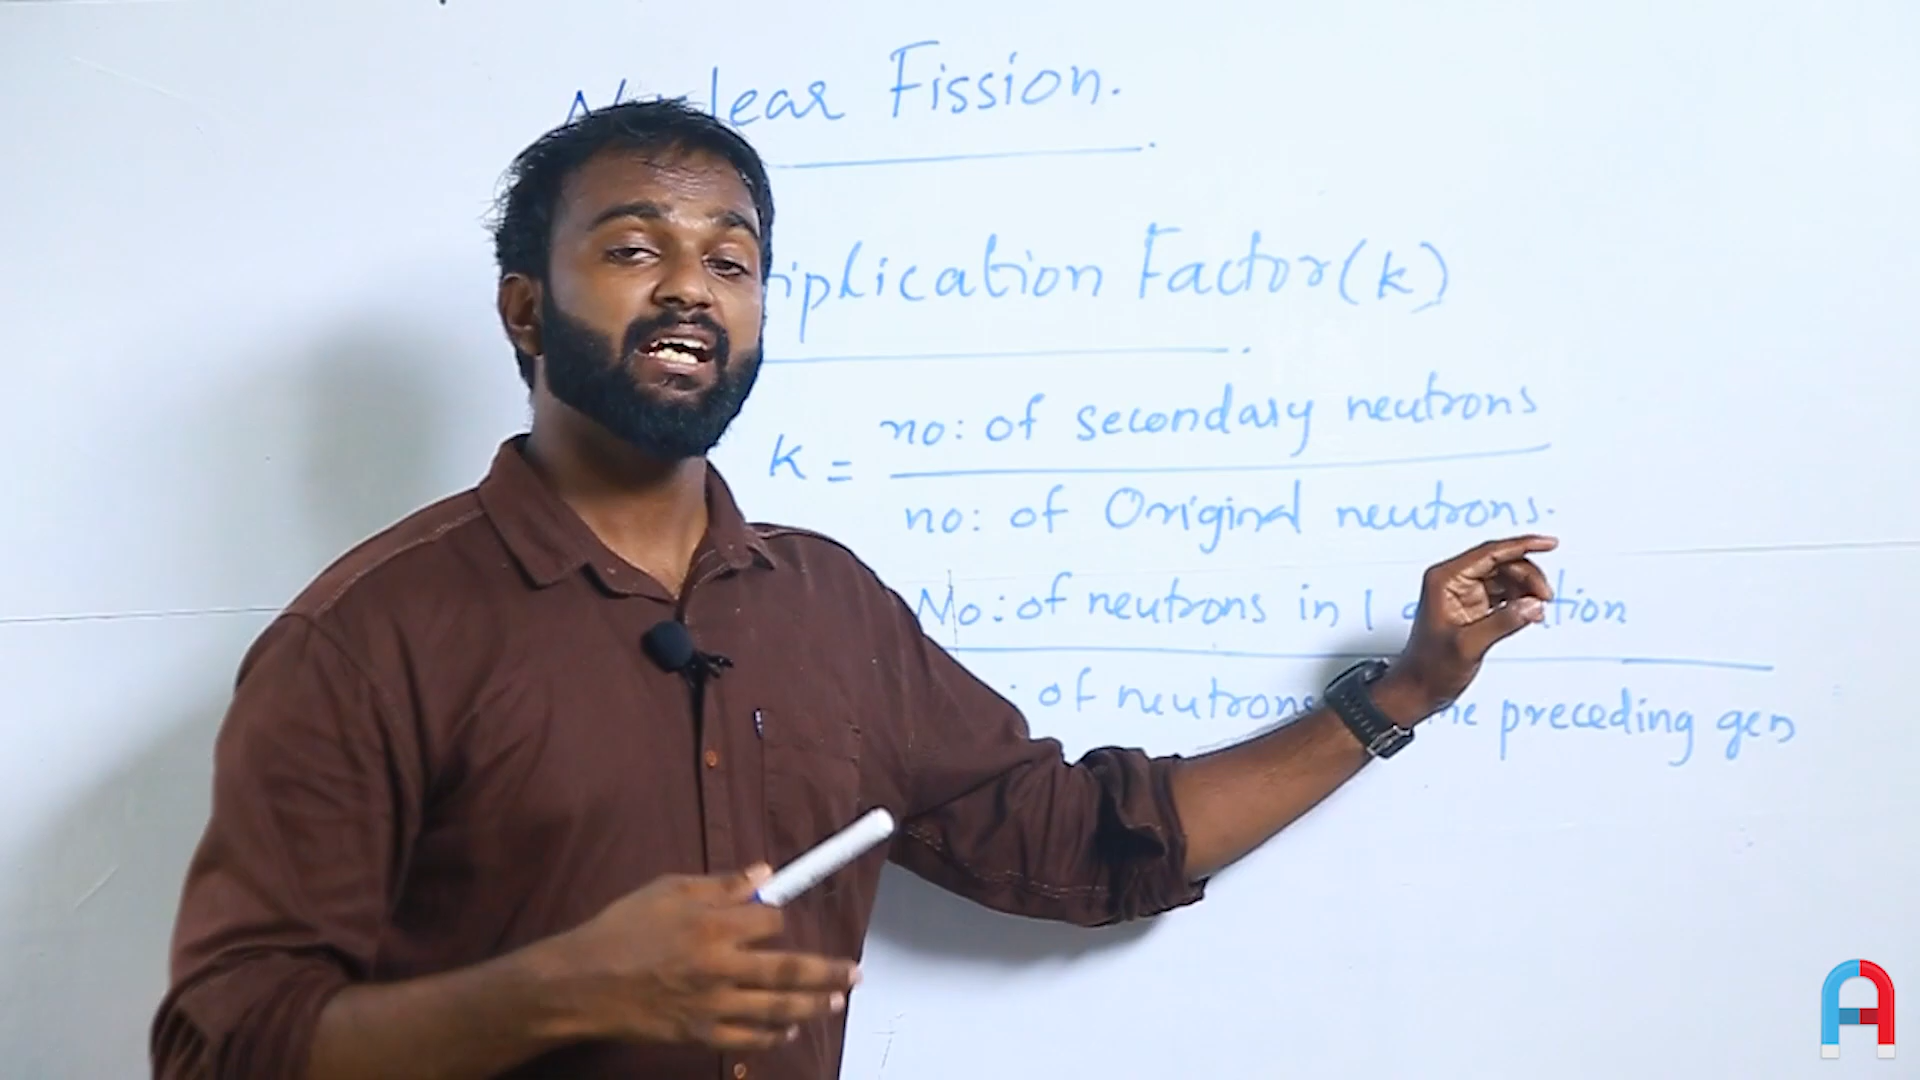 Nuclear Fission.
iplication Factor (k)
k = no: of secondary neutrons
no: of Original neutrons.
No: of neutrons in 1
: of neutrons preceding gen